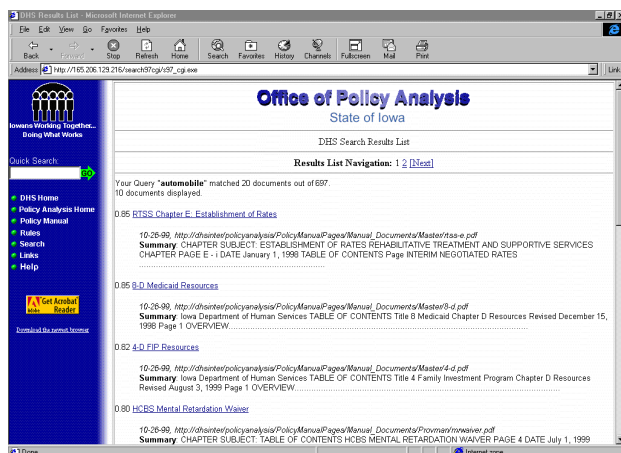 DHS Results List - Microsoft Internet Explorer
File Edit View Go Favorites Help
Back Forward Stop Refresh Home Search Favorites History Channels Fullscreen Mail Print
Address http://165.206.129.216/search97cgi/s97_cgi.exe Link
Iowans Working Together...
Doing What Works
Quick Search:
GO
DHS Home
Policy Analysis Home
Policy Manual
Rules
Search
Links
Help
Get Acrobat
Adobe Reader
Download the newest browser
Office of Policy Analysis
State of Iowa
DHS Search Results List
Results List Navigation: 1 2 [Next]
Your Query "automobile" matched 20 documents out of 697.
10 documents displayed.
0.85 RTSS Chapter E: Establishment of Rates
10-26-99, http://dhsinter/policyanalysis/PolicyManualPages/Manual_Documents/Master/rtss-e.pdf
Summary: CHAPTER SUBJECT: ESTABLISHMENT OF RATES REHABILITATIVE TREATMENT AND SUPPORTIVE SERVICES
CHAPTER PAGE E - i DATE January 1, 1998 TABLE OF CONTENTS Page INTERIM NEGOTIATED RATES
..............................................................................
0.85 8-D Medicaid Resources
10-26-99, http://dhsinter/policyanalysis/PolicyManualPages/Manual_Documents/Master/8-d.pdf
Summary: Iowa Department of Human Services TABLE OF CONTENTS Title 8 Medicaid Chapter D Resources Revised December 15,
1998 Page 1 OVERVIEW..............................................................................
0.82 4-D FIP Resources
10-26-99, http://dhsinter/policyanalysis/PolicyManualPages/Manual_Documents/Master/4-d.pdf
Summary: Iowa Department of Human Services TABLE OF CONTENTS Title 4 Family Investment Program Chapter D Resources
Revised August 3, 1999 Page 1 OVERVIEW..............................................................................
0.80 HCBS Mental Retardation Waiver
10-26-99, http://dhsinter/policyanalysis/PolicyManualPages/Manual_Documents/Provman/mrwaiver.pdf
Summary: CHAPTER SUBJECT: TABLE OF CONTENTS HCBS MENTAL RETARDATION WAIVER PAGE 4 DATE July 1, 1999
Done Internet zone